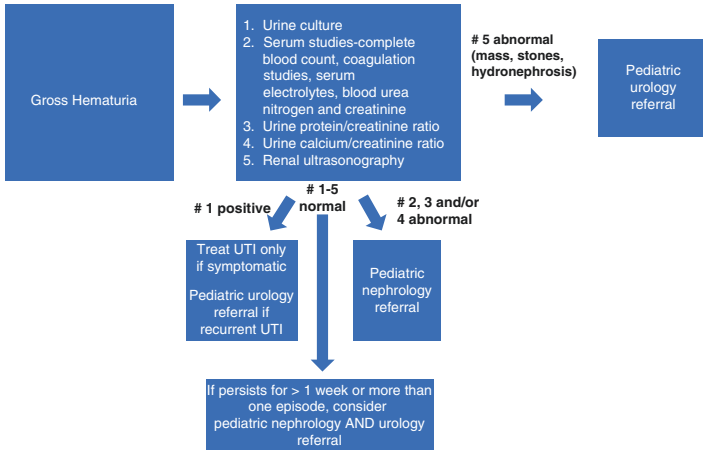 Gross Hematuria
1. Urine culture
2. Serum studies-complete
blood count, coagulation
studies, serum
electrolytes, blood urea
nitrogen and creatinine
3. Urine protein/creatinine ratio
4. Urine calcium/creatinine ratio
5. Renal ultrasonography
# 5 abnormal
(mass, stones,
hydronephrosis)
Pediatric
urology
referral
# 1 positive
# 1-5
normal
# 2, 3 and/or
4 abnormal
Treat UTI only
if symptomatic
Pediatric urology
referral if
recurrent UTI
Pediatric
nephrology
referral
If persists for > 1 week or more than
one episode, consider
pediatric nephrology AND urology
referral